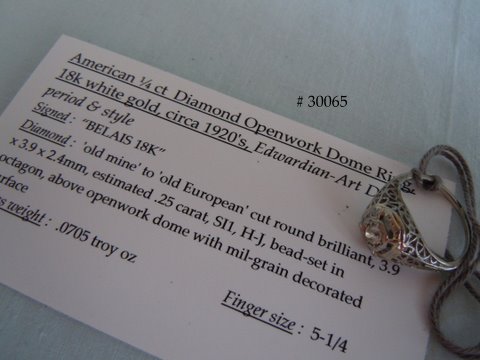 American ¼ ct Diamond Openwork Dome Ring,
18k white gold, circa 1920's, Edwardian-Art
period & style
Signed: "BELAIS 18K"
Diamond: 'old mine' to 'old European' cut round brilliant, 3.9
x 3.9 x 2.4mm, estimated .25 carat, SI1, H-J, bead-set in
octagon, above openwork dome with mil-grain decorated
weight: .0705 troy oz
Finger size: 5-1/4
# 30065